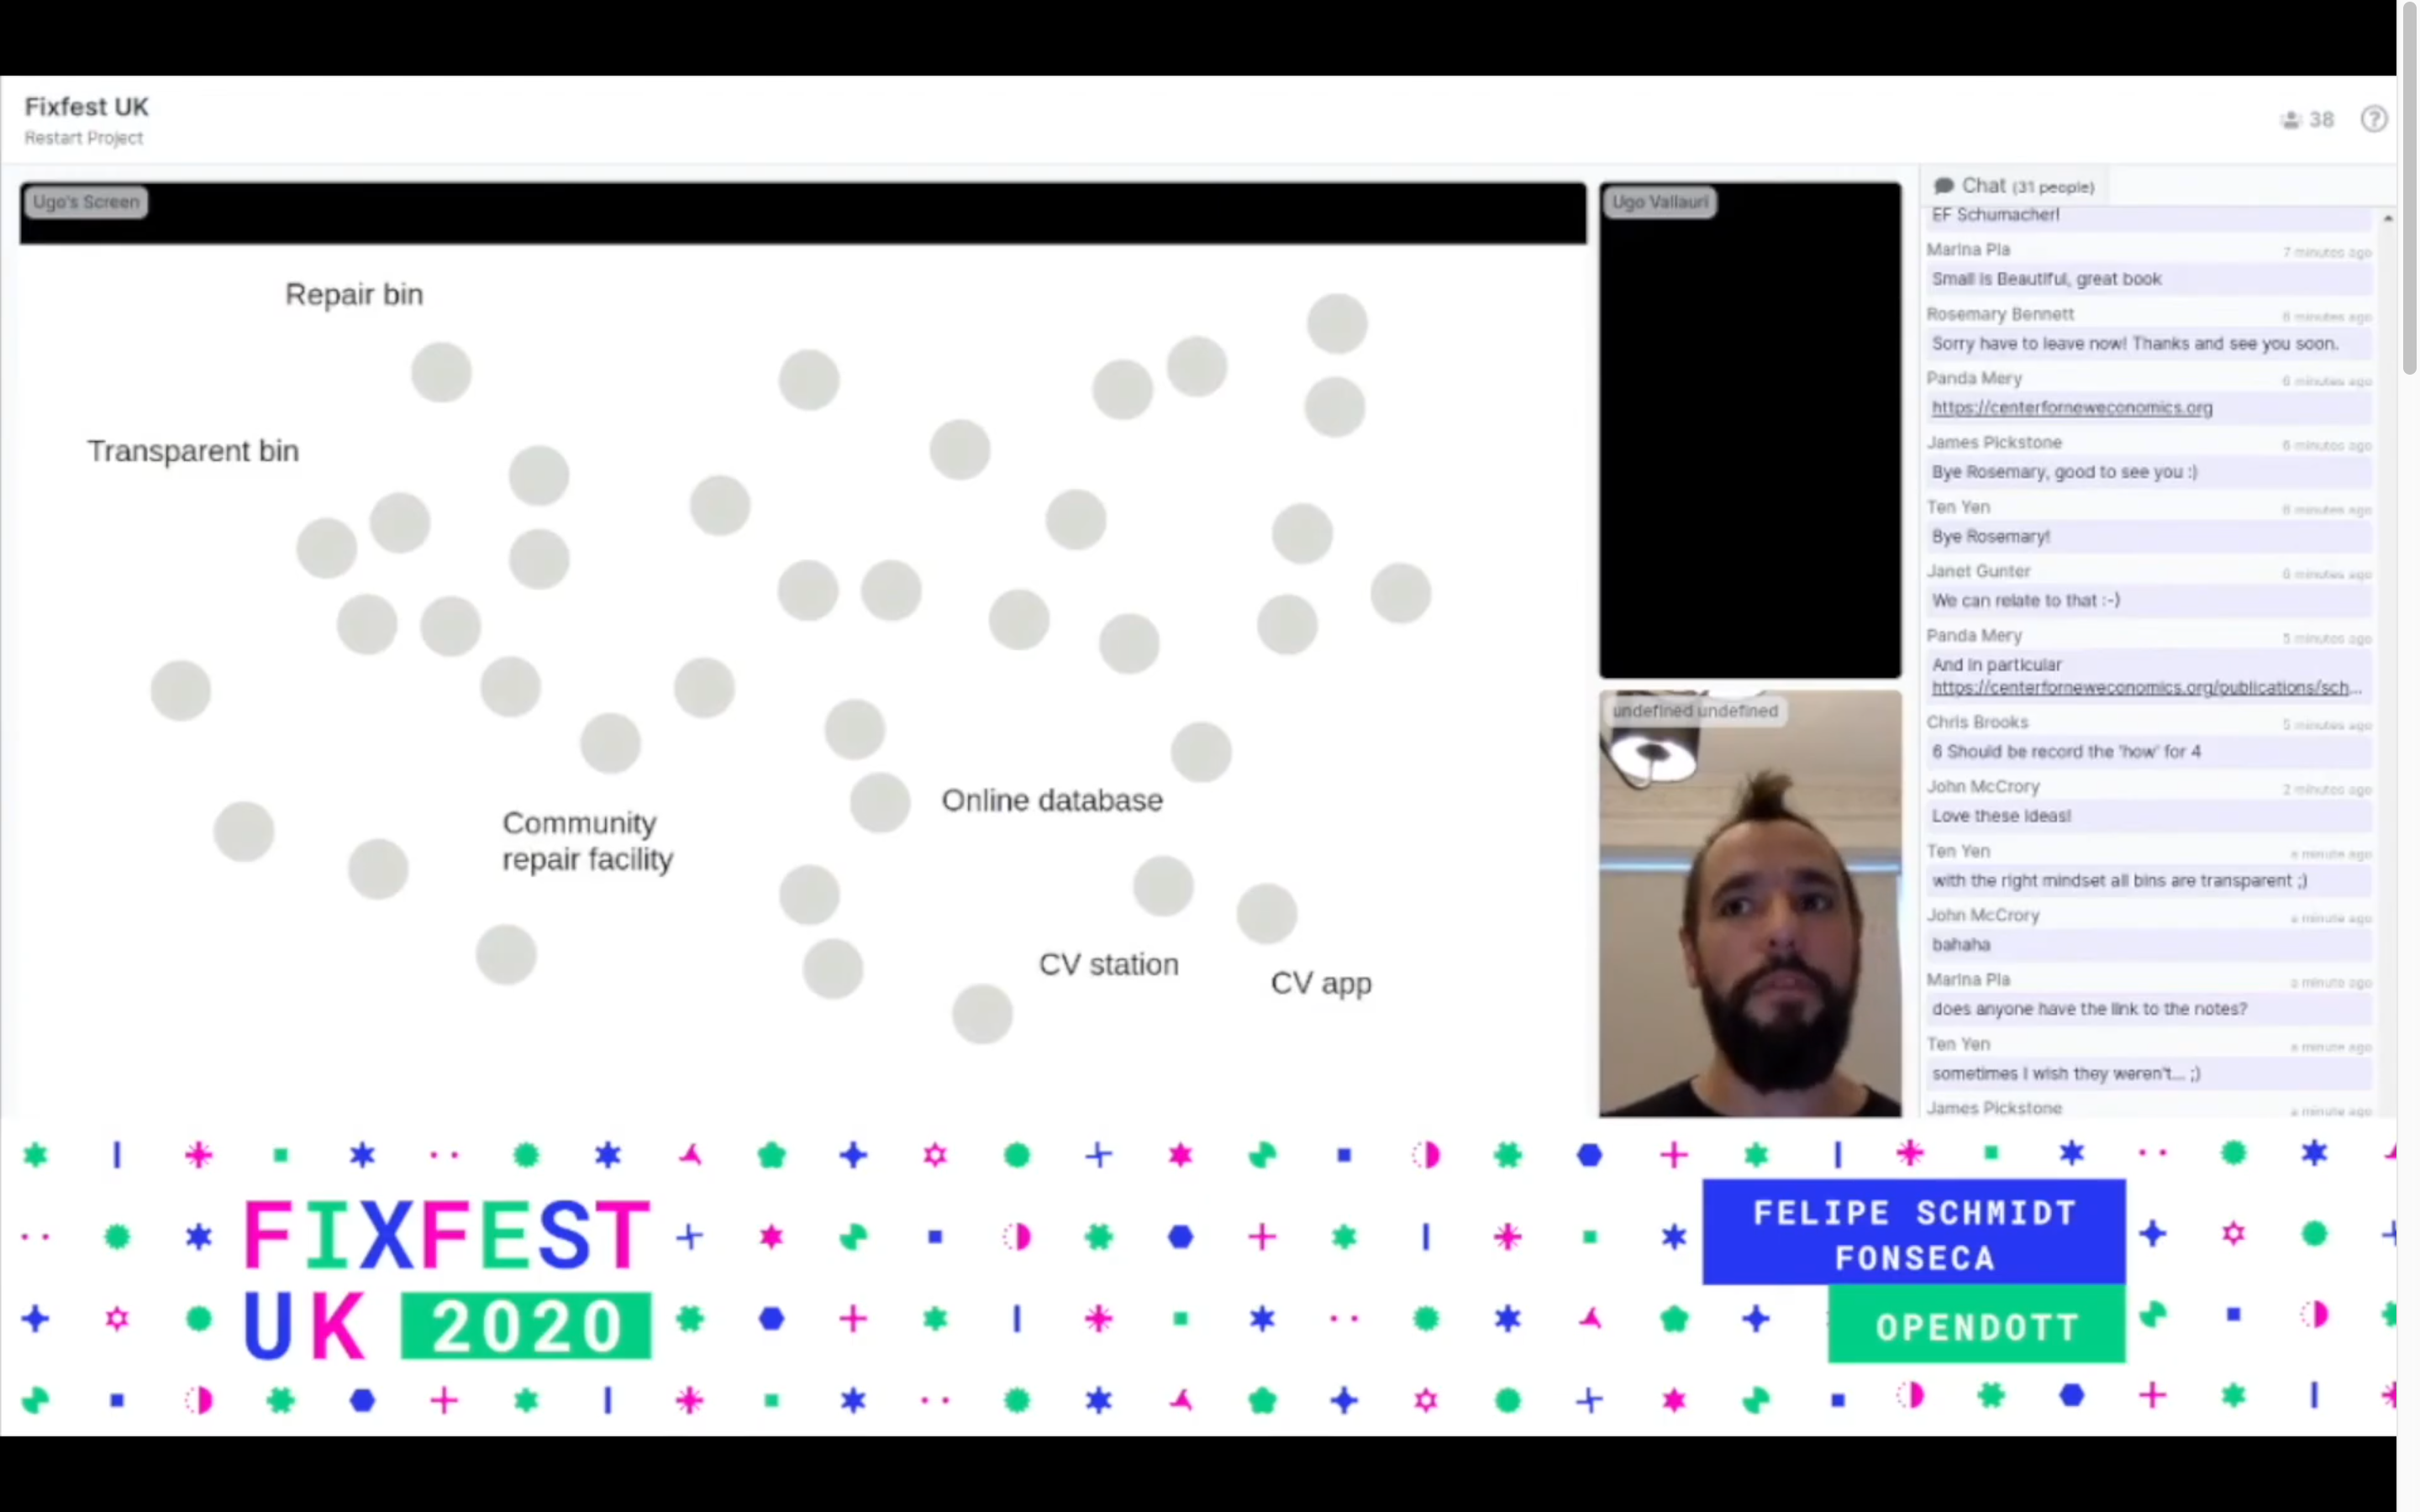 Fixfest UK
Restart Project
38
?
Ugo's Screen
Repair bin
Transparent bin
Community
repair facility
Online database
CV station
CV app
Ugo Vallauri
undefined undefined
Chat (31 people)
EF Schumacher!
Marina Pla
7 minutes ago
Small is Beautiful, great book
Rosemary Bennett
6 minutes ago
Sorry have to leave now! Thanks and see you soon.
Panda Mery
6 minutes ago
https://centerforneweconomics.org
James Pickstone
6 minutes ago
Bye Rosemary, good to see you :)
Ten Yen
6 minutes ago
Bye Rosemary!
Janet Gunter
6 minutes ago
We can relate to that :-)
Panda Mery
5 minutes ago
And in particular
https://centerforneweconomics.org/publications/sch...
Chris Brooks
5 minutes ago
6 Should be record the 'how' for 4
John McCrory
2 minutes ago
Love these ideas!
Ten Yen
a minute ago
with the right mindset all bins are transparent ;)
John McCrory
a minute ago
bahaha
Marina Pla
a minute ago
does anyone have the link to the notes?
Ten Yen
a minute ago
sometimes I wish they weren't... ;)
James Pickstone
a minute ago
FIXFEST
UK 2020
FELIPE SCHMIDT
FONSECA
OPENDOTT